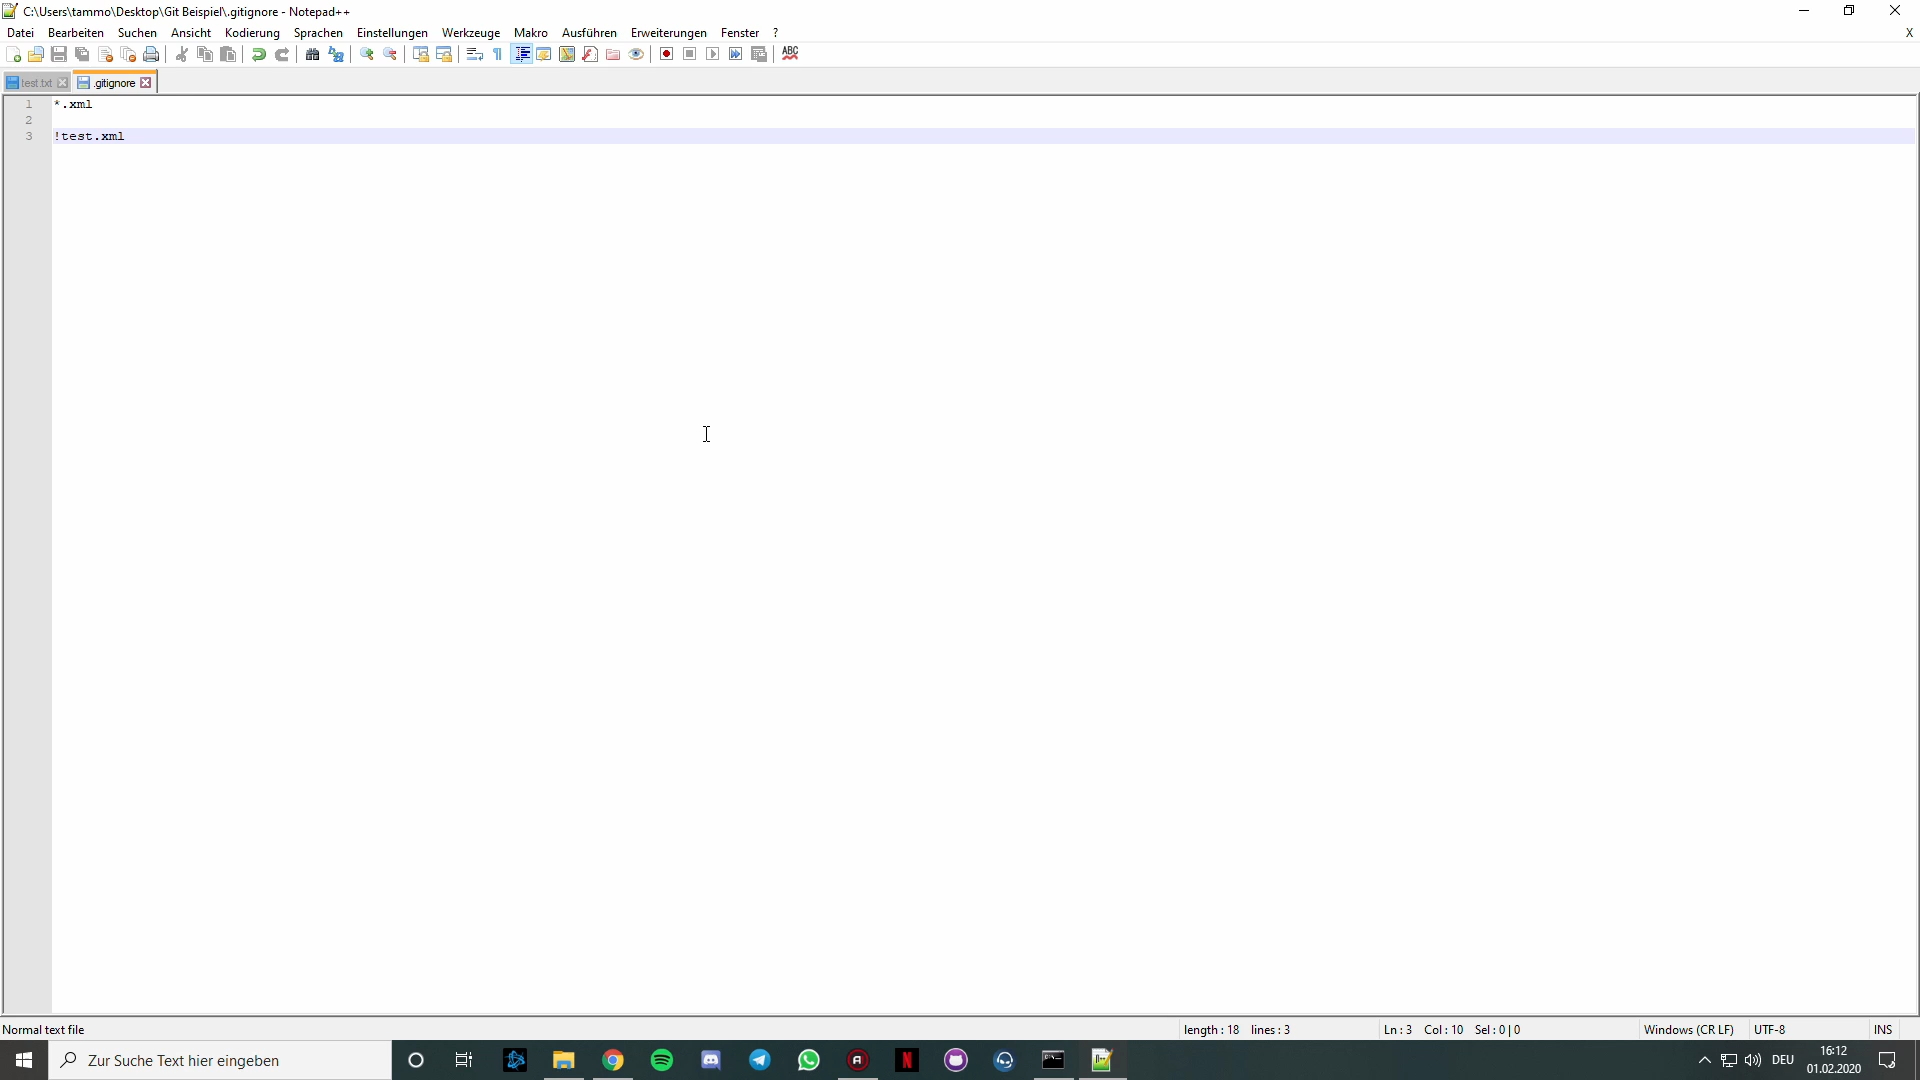 C:\Users\tammo\Desktop\Git Beispiel\.gitignore - Notepad++
Datei Bearbeiten Suchen Ansicht Kodierung Sprachen Einstellungen Werkzeuge Makro Ausführen Erweiterungen Fenster ? X
ABC
test.txt .gitignore
1 *.xml
2
3 !test.xml
Normal text file length : 18 lines : 3 Ln : 3 Col : 10 Sel : 0 | 0 Windows (CR LF) UTF-8 INS
Zur Suche Text hier eingeben DEU 16:12
01.02.2020